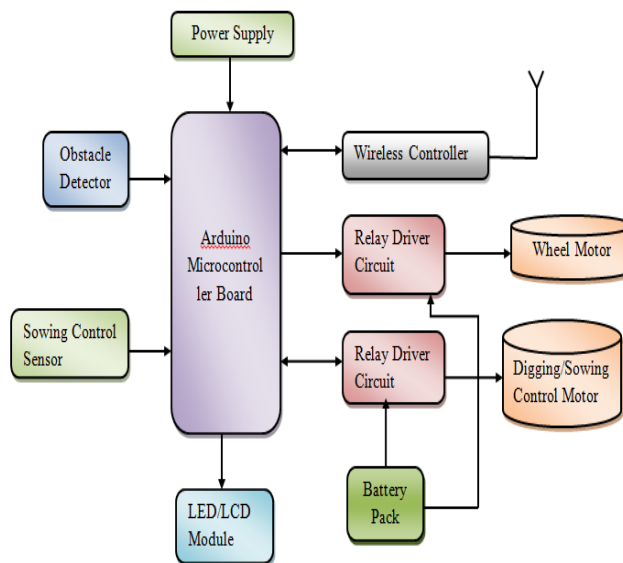 Power Supply
Obstacle
Detector
Wireless Controller
Arduino
Microcontrol
ler Board
Relay Driver
Circuit
Wheel Motor
Sowing Control
Sensor
Relay Driver
Circuit
Digging/Sowing
Control Motor
LED/LCD
Module
Battery
Pack